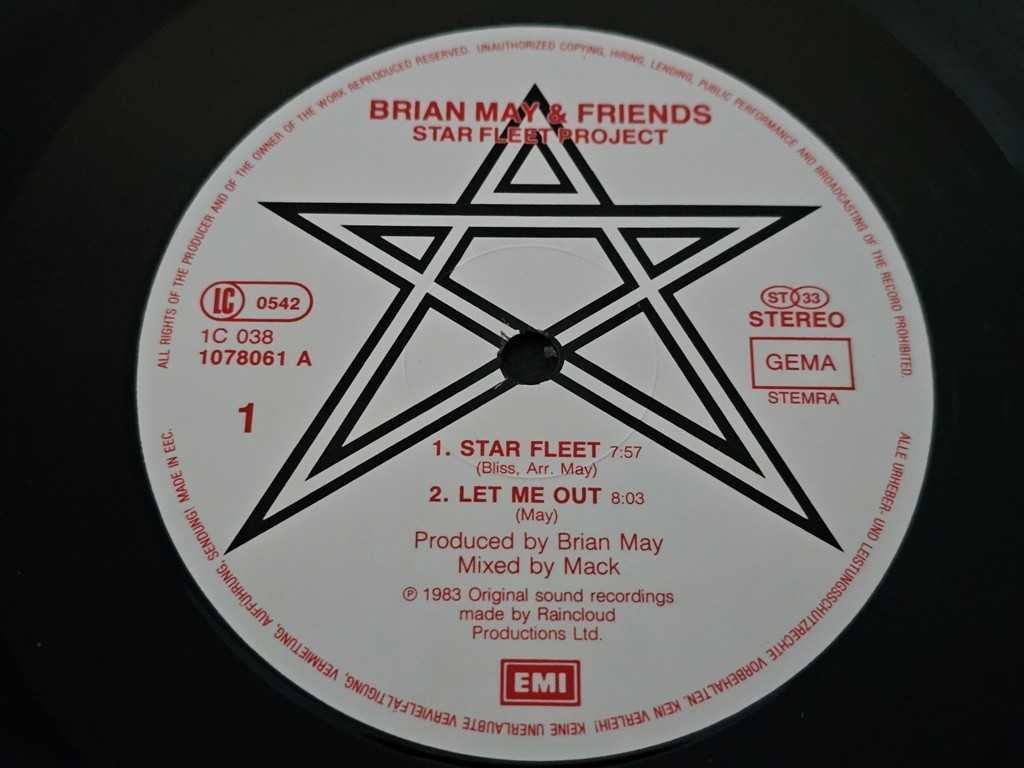 ALL RIGHTS OF THE PRODUCER AND OF THE OWNER OF THE WORK REPRODUCED RESERVED. UNAUTHORIZED COPYING, HIRING, LENDING, PUBLIC PERFORMANCE AND BROADCASTING OF THE RECORD PROHIBITED.
BRIAN MAY & FRIENDS
STAR FLEET PROJECT
LC 0542
1C 038
1078061 A
1
ST 33
STEREO
GEMA
STEMRA
1. STAR FLEET 7:57
(Bliss, Arr. May)
2. LET ME OUT 8:03
(May)
Produced by Brian May
Mixed by Mack
℗ 1983 Original sound recordings
made by Raincloud
Productions Ltd.
EMI
ALLE URHEBER- UND LEISTUNGSSCHUTZRECHTE VORBEHALTEN. KEIN VERLEIH! KEINE UNERLAUBTE VERVIELFÄLTIGUNG, VERMIETUNG, AUFFÜHRUNG, SENDUNG! MADE IN EEC.